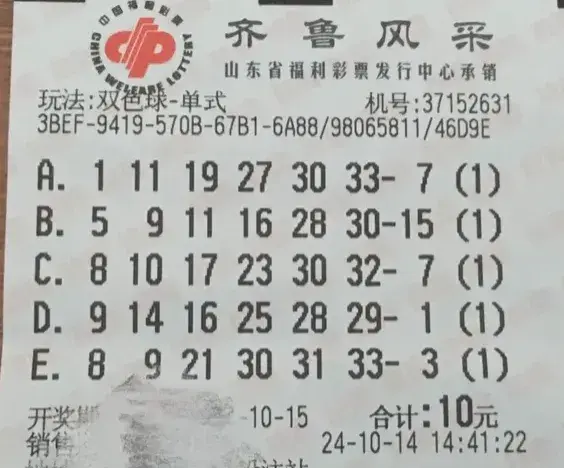 中国福利彩票
CHINA WELFARE LOTTERY
齐鲁风采
山东省福利彩票发行中心承销
玩法:双色球-单式 机号:37152631
3BEF-9419-570B-67B1-6A88/98065811/46D9E
A. 1 11 19 27 30 33- 7 (1)
B. 5 9 11 16 28 30-15 (1)
C. 8 10 17 23 30 32- 7 (1)
D. 9 14 16 25 28 29- 1 (1)
E. 8 9 21 30 31 33- 3 (1)
开奖 -10-15 合计:10元
销售 24-10-14 14:41:22